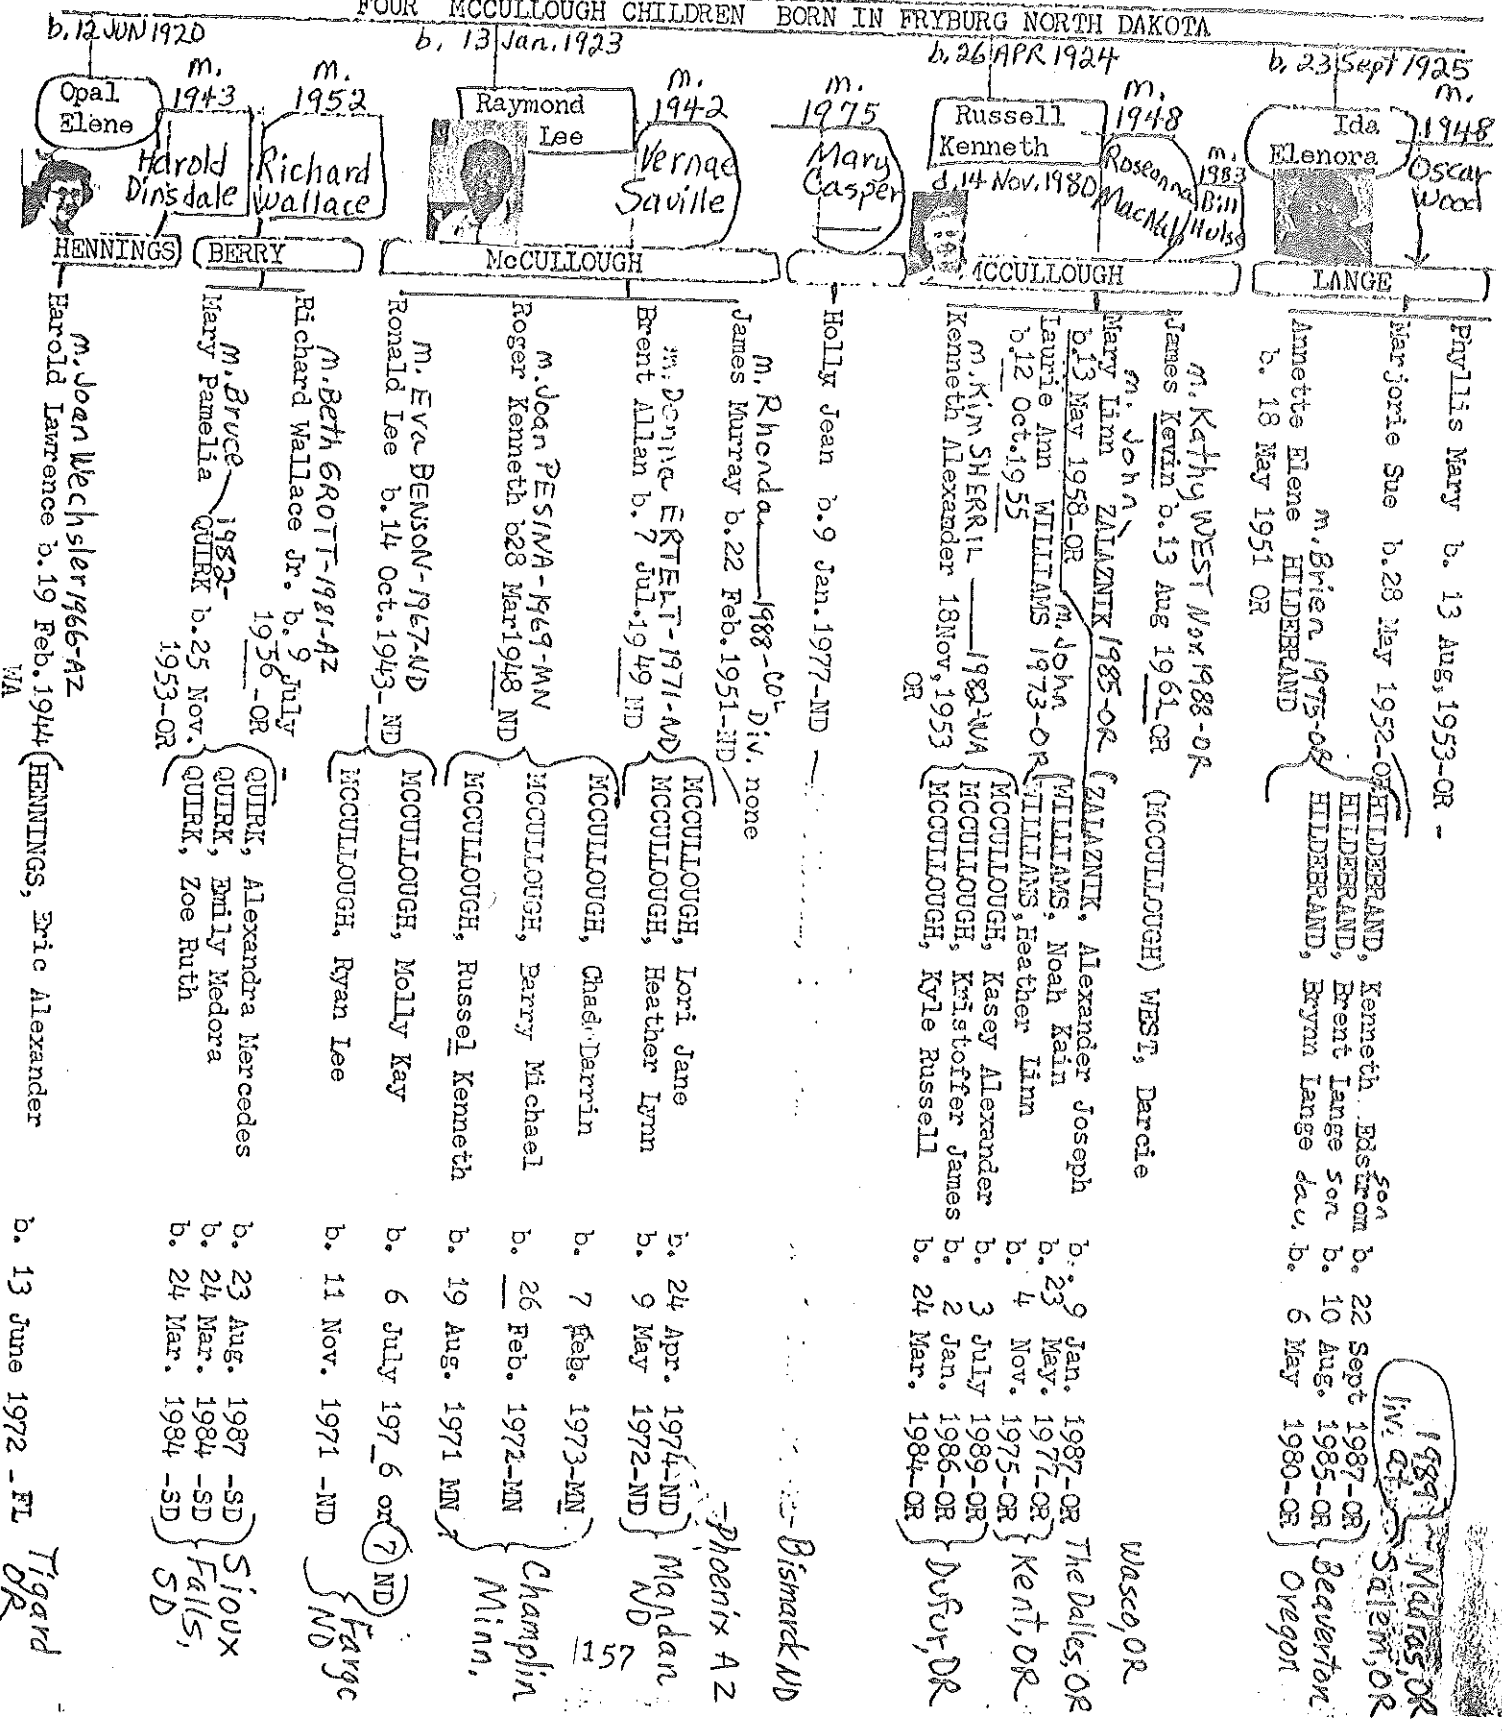 FOUR MCCULLOUGH CHILDREN BORN IN FRYBURG NORTH DAKOTA
b. 12 JUN 1920
b. 13 Jan. 1923
b. 26 APR 1924
b. 23 Sept 1925
Opal
Elene
m.
1943
Harold
Dinsdale
m.
1952
Richard
Wallace
Raymond
Lee
m.
1942
Vernae
Saville
m.
1975
Mary
Casper
Russell
Kenneth
d. 14 Nov. 1980
m.
1948
Roseanna
MacNab
m.
1983
Bill
Hulse
Ida
Elenora
m.
1948
Oscar
Wood
HENNINGS
BERRY
McCULLOUGH
MCCULLOUGH
LANGE
Phyllis Mary b. 13 Aug, 1953-OR -
1989
liv. at
Madras, OR
Marjorie Sue b.28 May 1952-OR
Salem, OR
m. Brien 1975-OR
Annette Elene HILDEBRAND
b. 18 May 1951 OR
HILDEBRAND, Kenneth Edstrom son b. 22 Sept 1987-OR
HILDEBRAND, Brent Lange son b. 10 Aug. 1985-OR
HILDEBRAND, Brynn Lange dau. b. 6 May 1980-OR
Beaverton
Oregon
m. Kathy WEST Nov 1988-OR
James Kevin b.13 Aug 1961-OR (MCCULLOUGH) WEST, Darcie
Wasco, OR
m. John
Mary Linn ZALAZNIK 1985-OR (ZALAZNIK, Alexander Joseph b. 9 Jan. 1987-OR The Dalles, OR
b.13 May 1958-OR
m. John
Laurie Ann WILLIAMS 1973-OR
b.12 Oct.1955
WILLIAMS, Noah Kain b. 23 May. 1977-OR
WILLIAMS, Heather Linn b. 4 Nov. 1975-OR
Kent, OR
m. Kim SHERRIL 1982-WA
Kenneth Alexander 18Nov,1953
OR
MCCULLOUGH, Kasey Alexander b. 3 July 1989-OR
MCCULLOUGH, Kristoffer James b. 2 Jan. 1986-OR
MCCULLOUGH, Kyle Russell b. 24 Mar. 1984-OR
Dufur, OR
Holly Jean b.9 Jan.1977-ND
Bismarck ND
m. Rhonda 1988-COL Div.
James Murray b.22 Feb.1951-ND none
Phoenix AZ
m. Donna ERTELT-1971-ND
Brent Allan b. 7 Jul.1949 ND
MCCULLOUGH, Lori Jane b. 24 Apr. 1974-ND
MCCULLOUGH, Heather Lynn b. 9 May 1972-ND
Mandan
ND
m. Joan PESINA-1969-MN
Roger Kenneth b28 Mar1948 ND
MCCULLOUGH, Chad Darrin b. 7 Feb. 1973-MN
MCCULLOUGH, Barry Michael b. 26 Feb. 1972-MN
MCCULLOUGH, Russel Kenneth b. 19 Aug. 1971 MN
Champlin
Minn.
157
m. Eva BENSON-1967-ND
Ronald Lee b.14 Oct.1943-ND
MCCULLOUGH, Molly Kay b. 6 July 197_6 or 7 ND
MCCULLOUGH, Ryan Lee b. 11 Nov. 1971 -ND
Fargo
ND
m. Berth GROTT-1981-AZ
Richard Wallace Jr. b. 9 July
1956-OR
m. Bruce 1982-
Mary Pamelia QUIRK b.25 Nov.
1953-OR
QUIRK, Alexandra Mercedes b. 23 Aug. 1987 -SD
QUIRK, Emily Medora b. 24 Mar. 1984 -SD
QUIRK, Zoe Ruth b. 24 Mar. 1984 -SD
Sioux
Falls,
SD
m. Joan Wechsler 1966-AZ
Harold Lawrence b.19 Feb.1944
WA
HENNINGS, Eric Alexander b. 13 June 1972 -FL
Tigard
OR